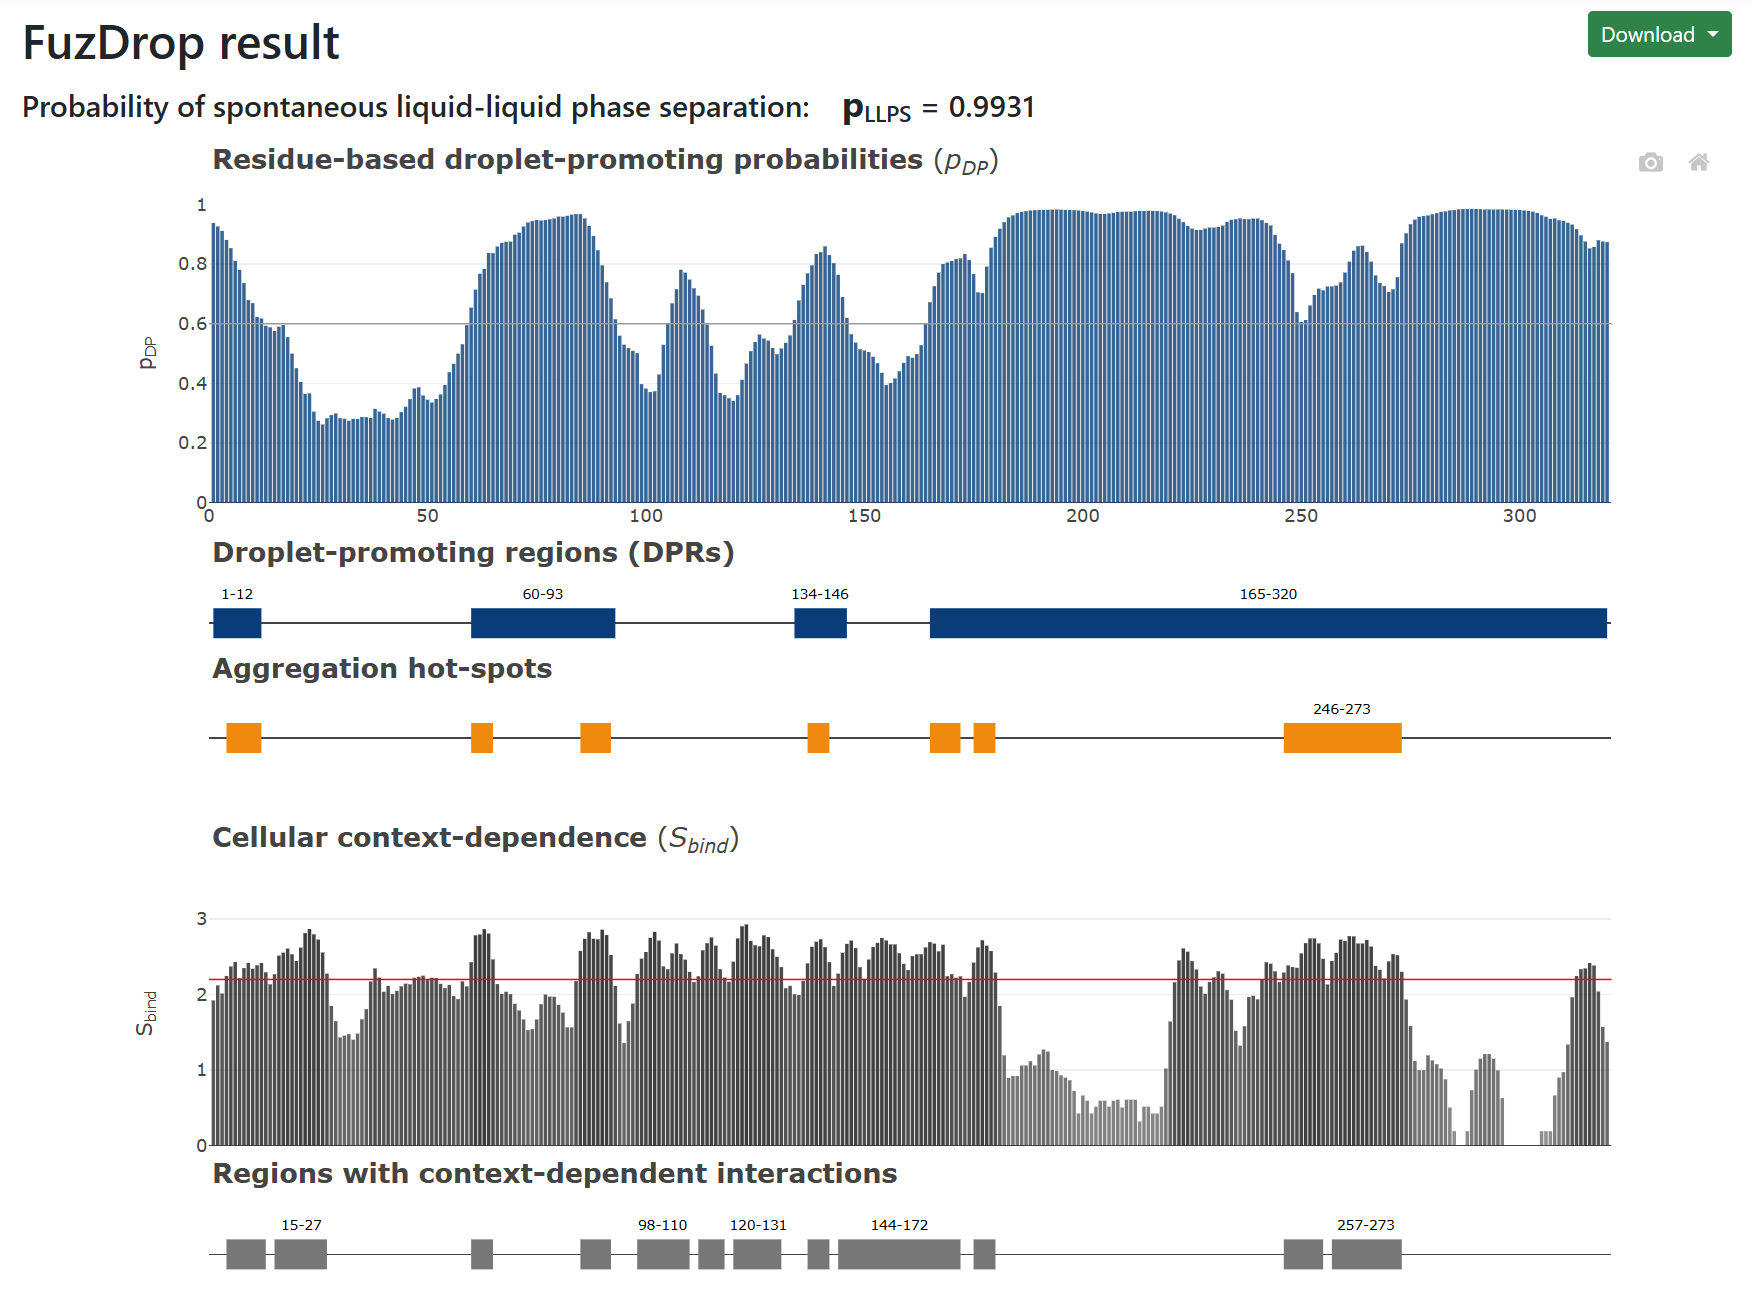 FuzDrop result
Download
Probability of spontaneous liquid-liquid phase separation: pLLPS = 0.9931
Residue-based droplet-promoting probabilities (pDP)
1
0.8
0.6
0.4
0.2
0
pDP
0 50 100 150 200 250 300
Droplet-promoting regions (DPRs)
1-12 60-93 134-146 165-320
Aggregation hot-spots
246-273
Cellular context-dependence (Sbind)
3
2
1
0
Sbind
Regions with context-dependent interactions
15-27 98-110 120-131 144-172 257-273